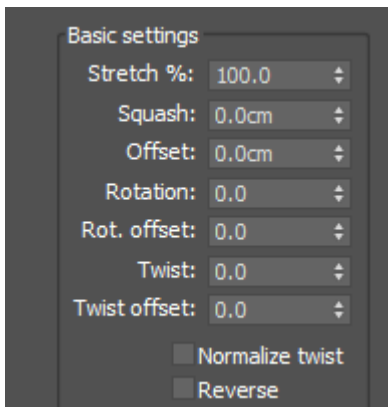 Basic settings
Stretch %: 100.0
Squash: 0.0cm
Offset: 0.0cm
Rotation: 0.0
Rot. offset: 0.0
Twist: 0.0
Twist offset: 0.0
Normalize twist
Reverse